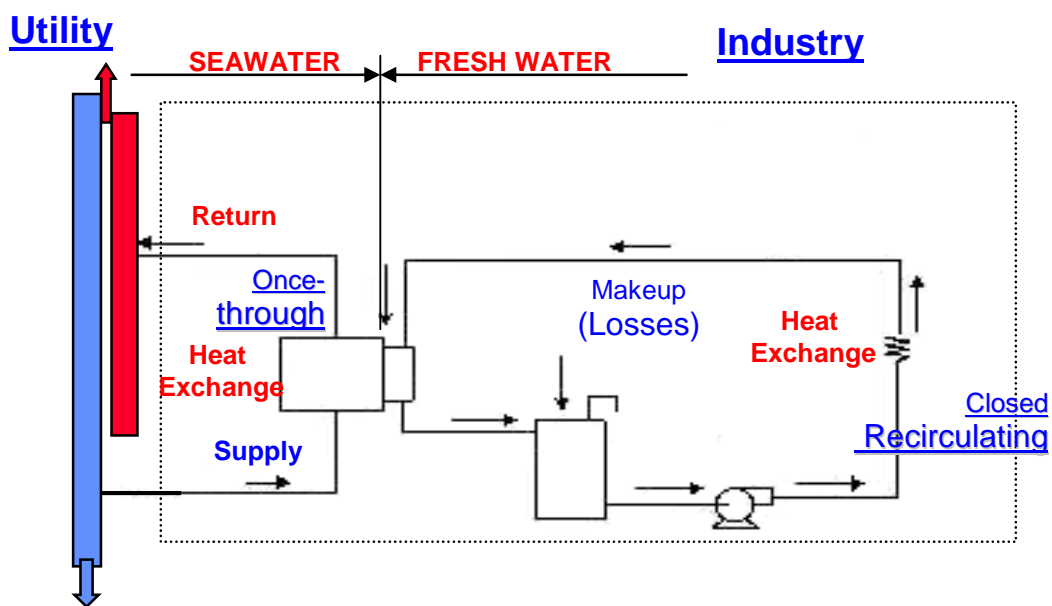 Utility
Industry
SEAWATER
FRESH WATER
Return
Once-
through
Makeup
(Losses)
Heat
Exchange
Heat
Exchange
Closed
Recirculating
Supply